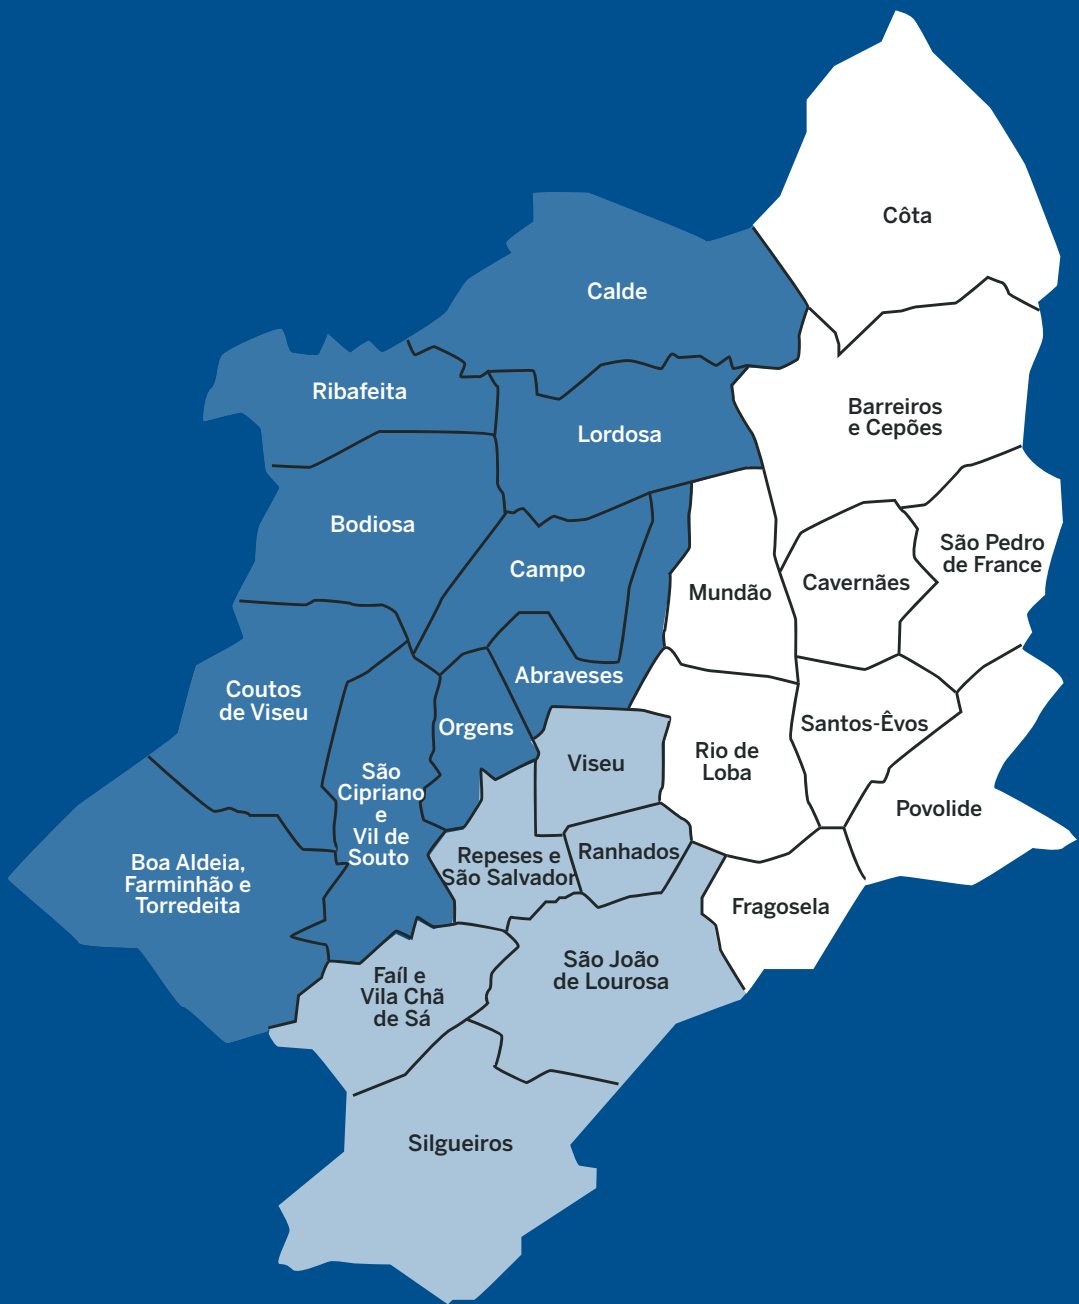 Côta
Calde
Ribafeita
Lordosa
Barreiros
e Cepões
Bodiosa
Campo
São Pedro
de France
Mundão
Cavernães
Coutos
de Viseu
Abraveses
Orgens
Santos-Êvos
Viseu
Rio de
Loba
São
Cipriano
e
Vil de
Souto
Povolide
Boa Aldeia,
Farminhão e
Torredeita
Repeses e
São Salvador
Ranhados
Fragosela
São João
de Lourosa
Faíl e
Vila Chã
de Sá
Silgueiros